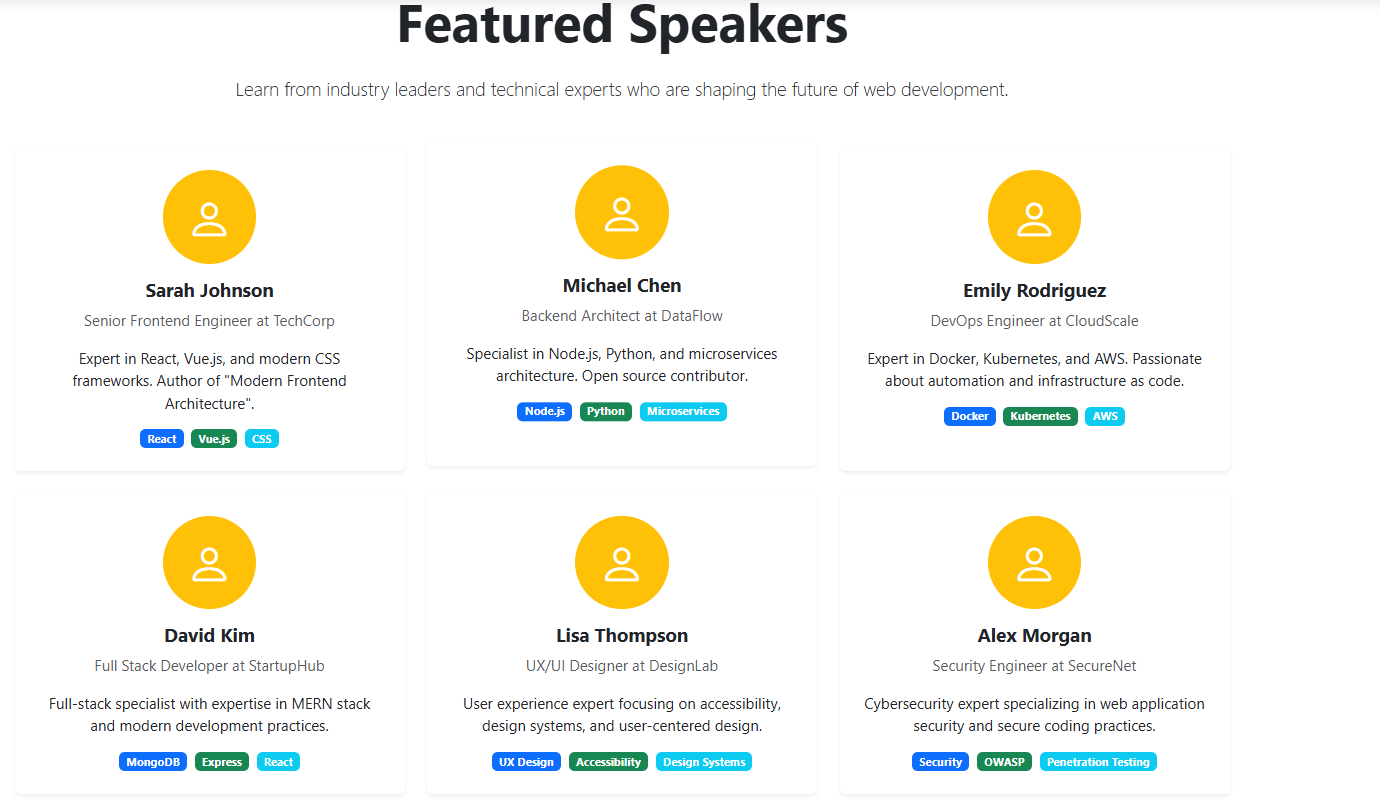 Featured Speakers
Learn from industry leaders and technical experts who are shaping the future of web development.
Sarah Johnson
Senior Frontend Engineer at TechCorp
Expert in React, Vue.js, and modern CSS
frameworks. Author of "Modern Frontend
Architecture".
React Vue.js CSS
Michael Chen
Backend Architect at DataFlow
Specialist in Node.js, Python, and microservices
architecture. Open source contributor.
Node.js Python Microservices
Emily Rodriguez
DevOps Engineer at CloudScale
Expert in Docker, Kubernetes, and AWS. Passionate
about automation and infrastructure as code.
Docker Kubernetes AWS
David Kim
Full Stack Developer at StartupHub
Full-stack specialist with expertise in MERN stack
and modern development practices.
MongoDB Express React
Lisa Thompson
UX/UI Designer at DesignLab
User experience expert focusing on accessibility,
design systems, and user-centered design.
UX Design Accessibility Design Systems
Alex Morgan
Security Engineer at SecureNet
Cybersecurity expert specializing in web application
security and secure coding practices.
Security OWASP Penetration Testing